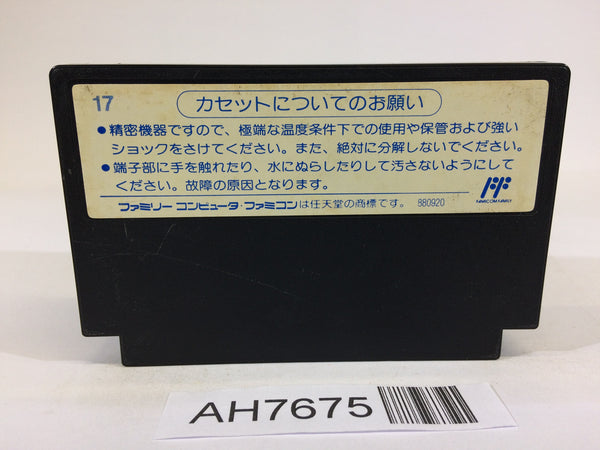 17
カセットについてのお願い
●精密機器ですので、極端な温度条件下での使用や保管および強い
ショックをさけてください。また、絶対に分解しないでください。
●端子部に手を触れたり、水にぬらしたりして汚さないようにして
ください。故障の原因となります。
FAMICOM FAMILY
ファミリー コンピュータ・ファミコンは任天堂の商標です。 880920
AH7675